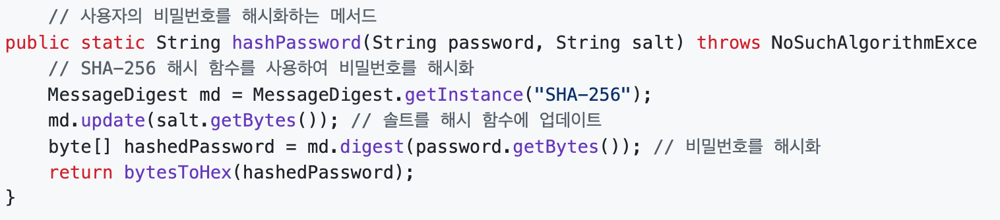 // 사용자의 비밀번호를 해시화하는 메서드
public static String hashPassword(String password, String salt) throws NoSuchAlgorithmExce
// SHA-256 해시 함수를 사용하여 비밀번호를 해시화
MessageDigest md = MessageDigest.getInstance("SHA-256");
md.update(salt.getBytes()); // 솔트를 해시 함수에 업데이트
byte[] hashedPassword = md.digest(password.getBytes()); // 비밀번호를 해시화
return bytesToHex(hashedPassword);
}